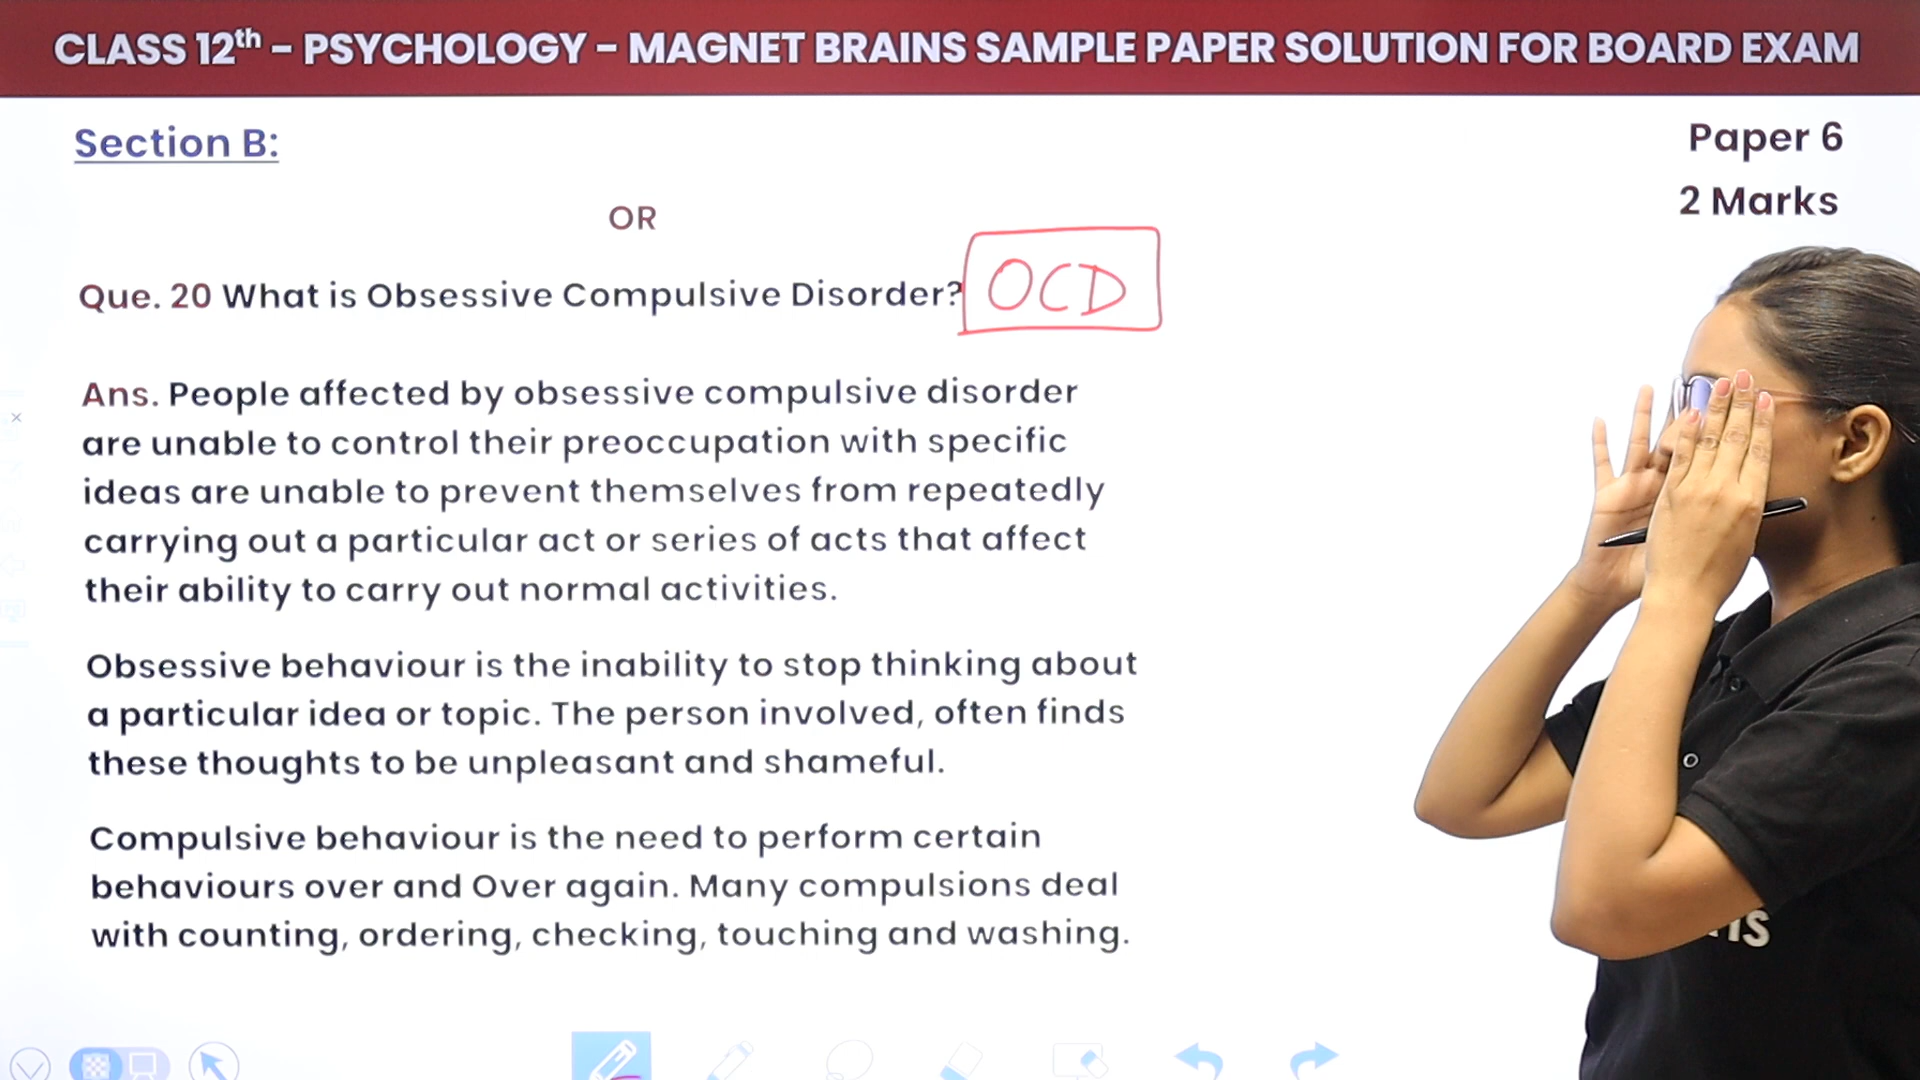 CLASS 12th - PSYCHOLOGY - MAGNET BRAINS SAMPLE PAPER SOLUTION FOR BOARD EXAM
Section B:
Paper 6
2 Marks
OR
Que. 20 What is Obsessive Compulsive Disorder?
OCD
Ans. People affected by obsessive compulsive disorder
are unable to control their preoccupation with specific
ideas are unable to prevent themselves from repeatedly
carrying out a particular act or series of acts that affect
their ability to carry out normal activities.
Obsessive behaviour is the inability to stop thinking about
a particular idea or topic. The person involved, often finds
these thoughts to be unpleasant and shameful.
Compulsive behaviour is the need to perform certain
behaviours over and Over again. Many compulsions deal
with counting, ordering, checking, touching and washing.